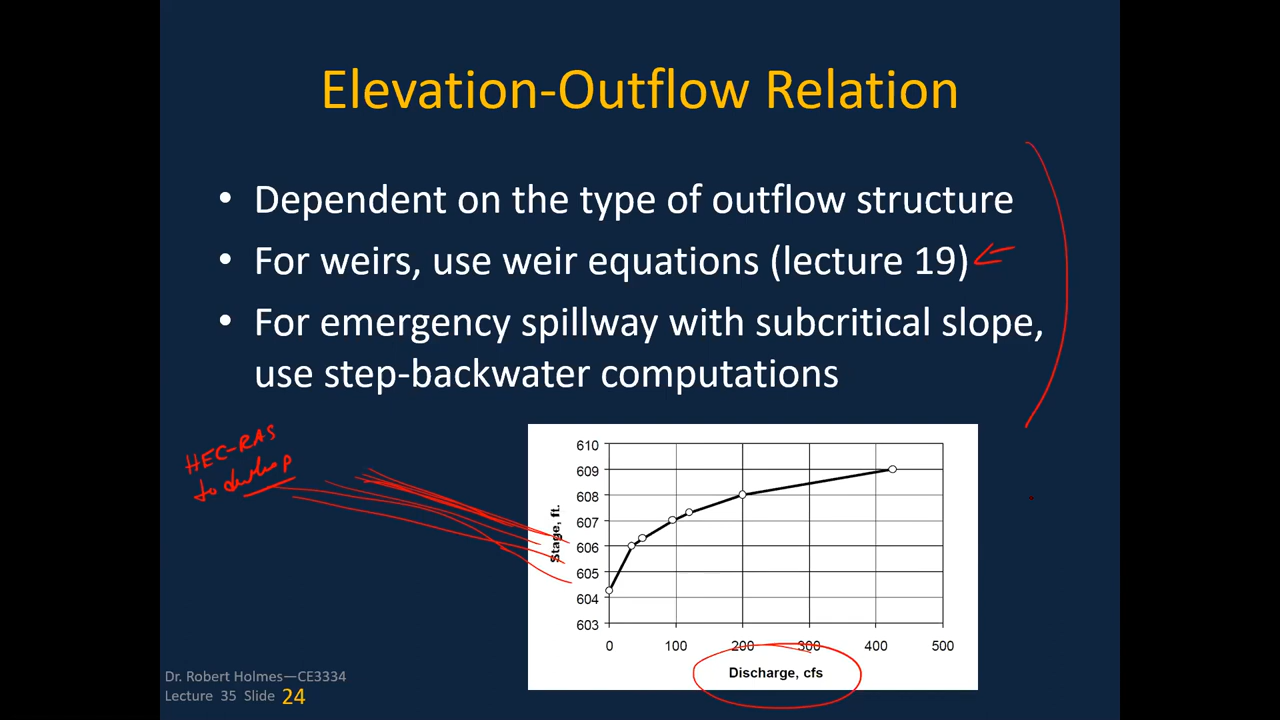 Elevation-Outflow Relation
• Dependent on the type of outflow structure
• For weirs, use weir equations (lecture 19)
• For emergency spillway with subcritical slope,
use step-backwater computations
HEC-RAS
to develop
610
609
608
607
606
605
604
603
Stage, ft.
0 100 200 300 400 500
Discharge, cfs
Dr. Robert Holmes—CE3334
Lecture 35 Slide 24